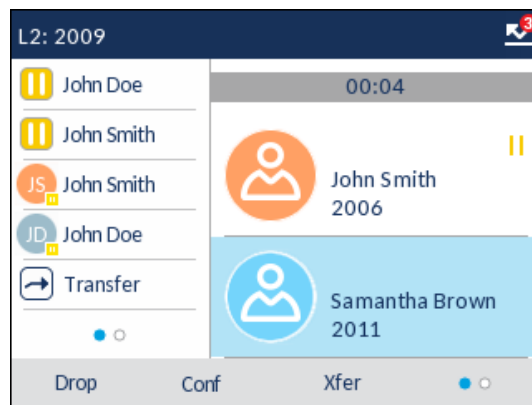 L2: 2009
3
John Doe
John Smith
JS John Smith
JD John Doe
Transfer
00:04
John Smith
2006
Samantha Brown
2011
Drop Conf Xfer